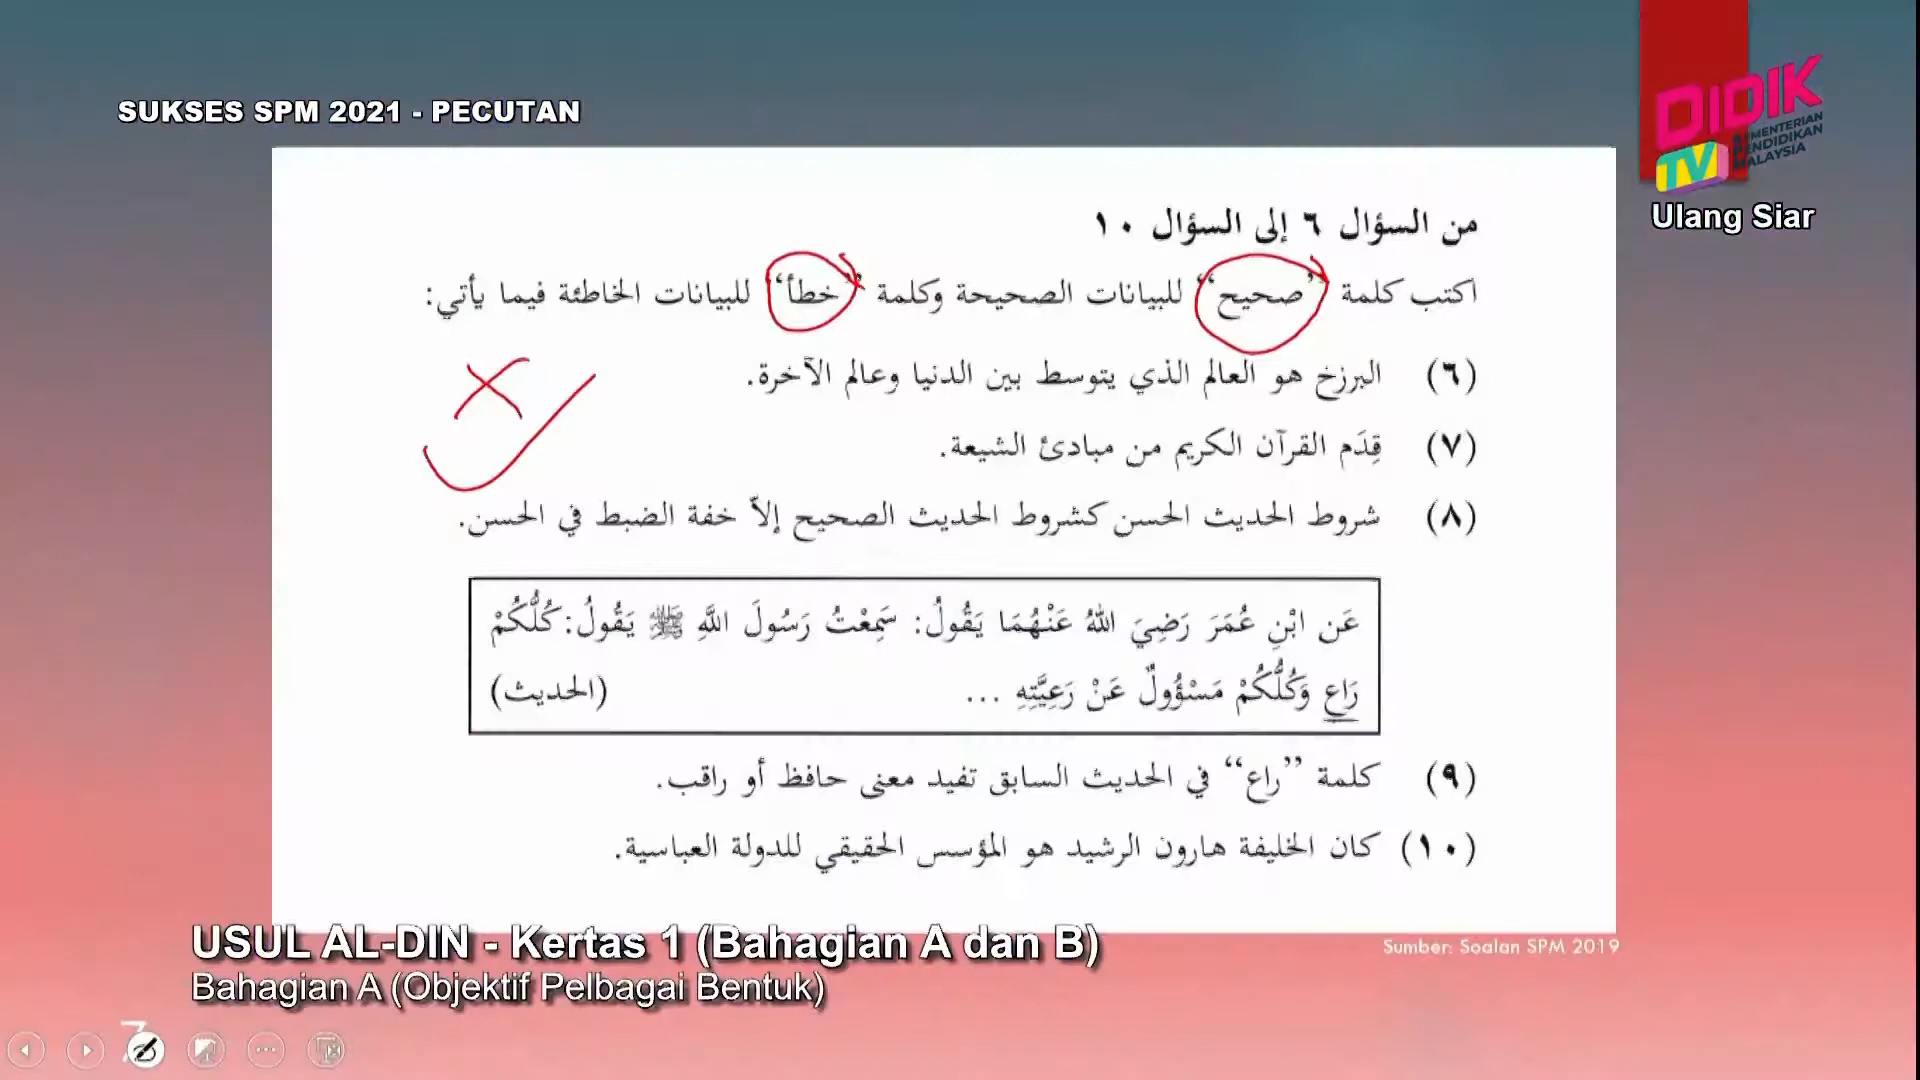 SUKSES SPM 2021 - PECUTAN
DIDIK
TV
KEMENTERIAN
PENDIDIKAN
MALAYSIA
Ulang Siar
من السؤال ٦ إلى السؤال ١٠
اكتب كلمة ”صحيح“ للبيانات الصحيحة وكلمة ”خطأ“ للبيانات الخاطئة فيما يأتي:
(٦) البرزخ هو العالم الذي يتوسط بين الدنيا وعالم الآخرة.
(٧) قِدَم القرآن الكريم من مبادئ الشيعة.
(٨) شروط الحديث الحسن كشروط الحديث الصحيح إلاّ خفة الضبط في الحسن.
عَن ابْنِ عُمَرَ رَضِيَ اللهُ عَنْهُمَا يَقُولُ: سَمِعْتُ رَسُولَ اللَّهِ ﷺ يَقُولُ: كُلُّكُمْ
رَاعٍ وَكُلُّكُمْ مَسْؤُولٌ عَنْ رَعِيَّتِهِ ... (الحديث)
(٩) كلمة ”راع“ في الحديث السابق تفيد معنى حافظ أو راقب.
(١٠) كان الخليفة هارون الرشيد هو المؤسس الحقيقي للدولة العباسية.
USUL AL-DIN - Kertas 1 (Bahagian A dan B)
Sumber: Soalan SPM 2019
Bahagian A (Objektif Pelbagai Bentuk)
7